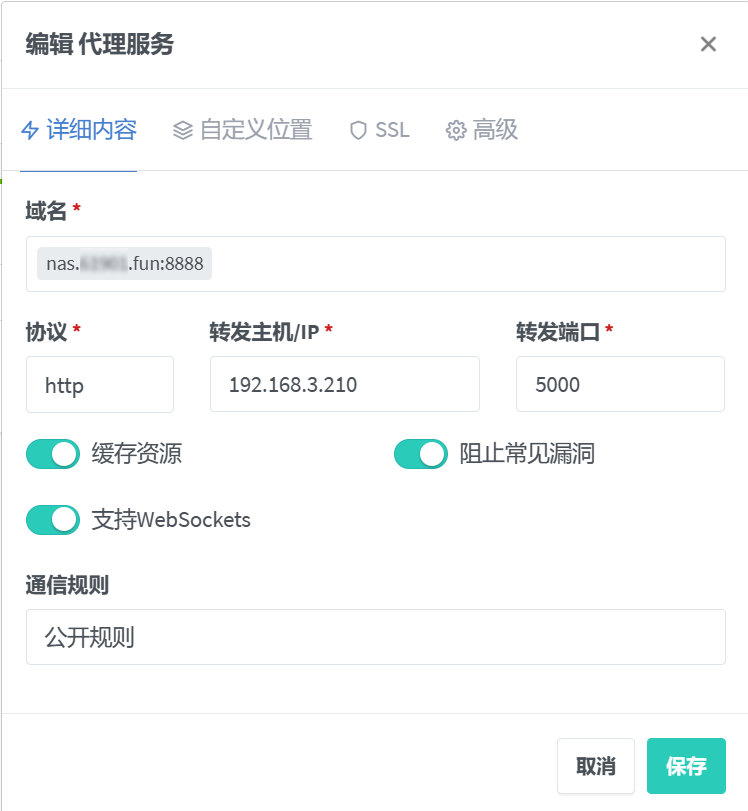 编辑 代理服务
详细内容 自定义位置 SSL 高级
域名 *
nas. .fun:8888
协议 * 转发主机/IP * 转发端口 *
http 192.168.3.210 5000
缓存资源 阻止常见漏洞
支持WebSockets
通信规则
公开规则
取消 保存